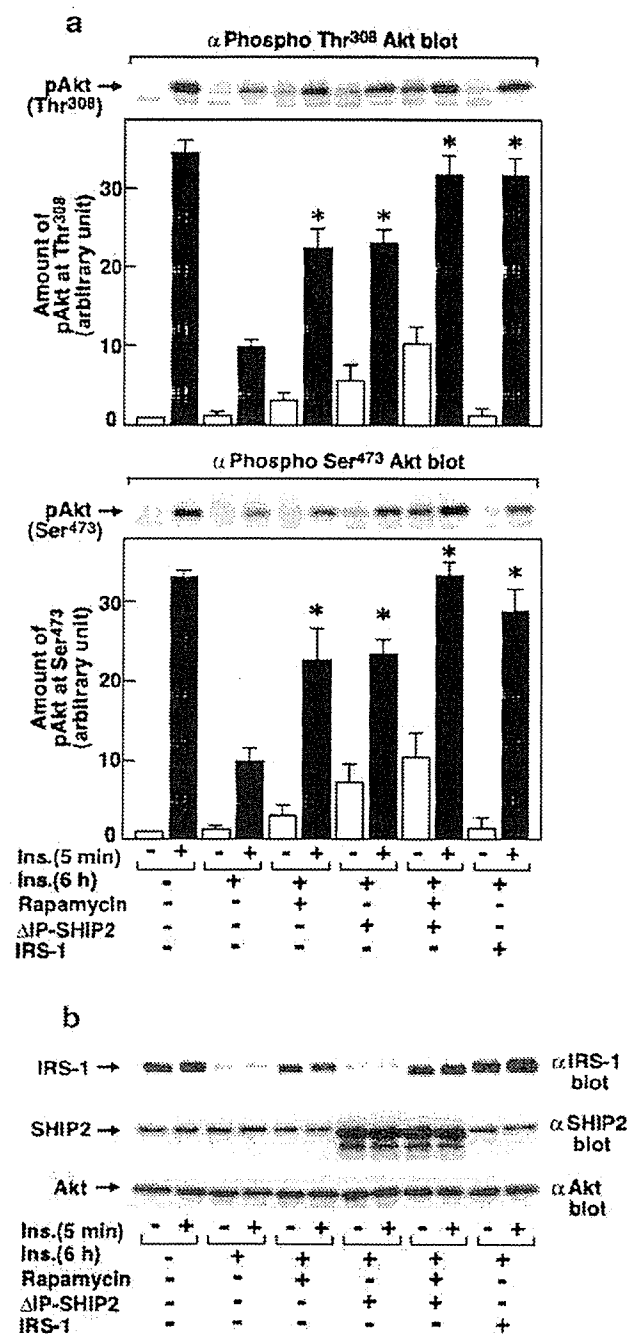 a
α Phospho Thr³⁰⁸ Akt blot
pAkt →
(Thr³⁰⁸)
Amount of
pAkt at Thr³⁰⁸
(arbitrary unit)
30
20
10
0
* * * *
α Phospho Ser⁴⁷³ Akt blot
pAkt →
(Ser⁴⁷³)
Amount of
pAkt at Ser⁴⁷³
(arbitrary unit)
30
20
10
0
* * * *
Ins.(5 min) - + - + - + - + - + - +
Ins.(6 h) - + + + + +
Rapamycin - - + - + -
ΔIP-SHIP2 - - - + + -
IRS-1 - - - - - +
b
IRS-1 → αIRS-1 blot
SHIP2 → αSHIP2 blot
Akt → αAkt blot
Ins.(5 min) - + - + - + - + - + - +
Ins.(6 h) - + + + + +
Rapamycin - - + - + -
ΔIP-SHIP2 - - - + + -
IRS-1 - - - - - +